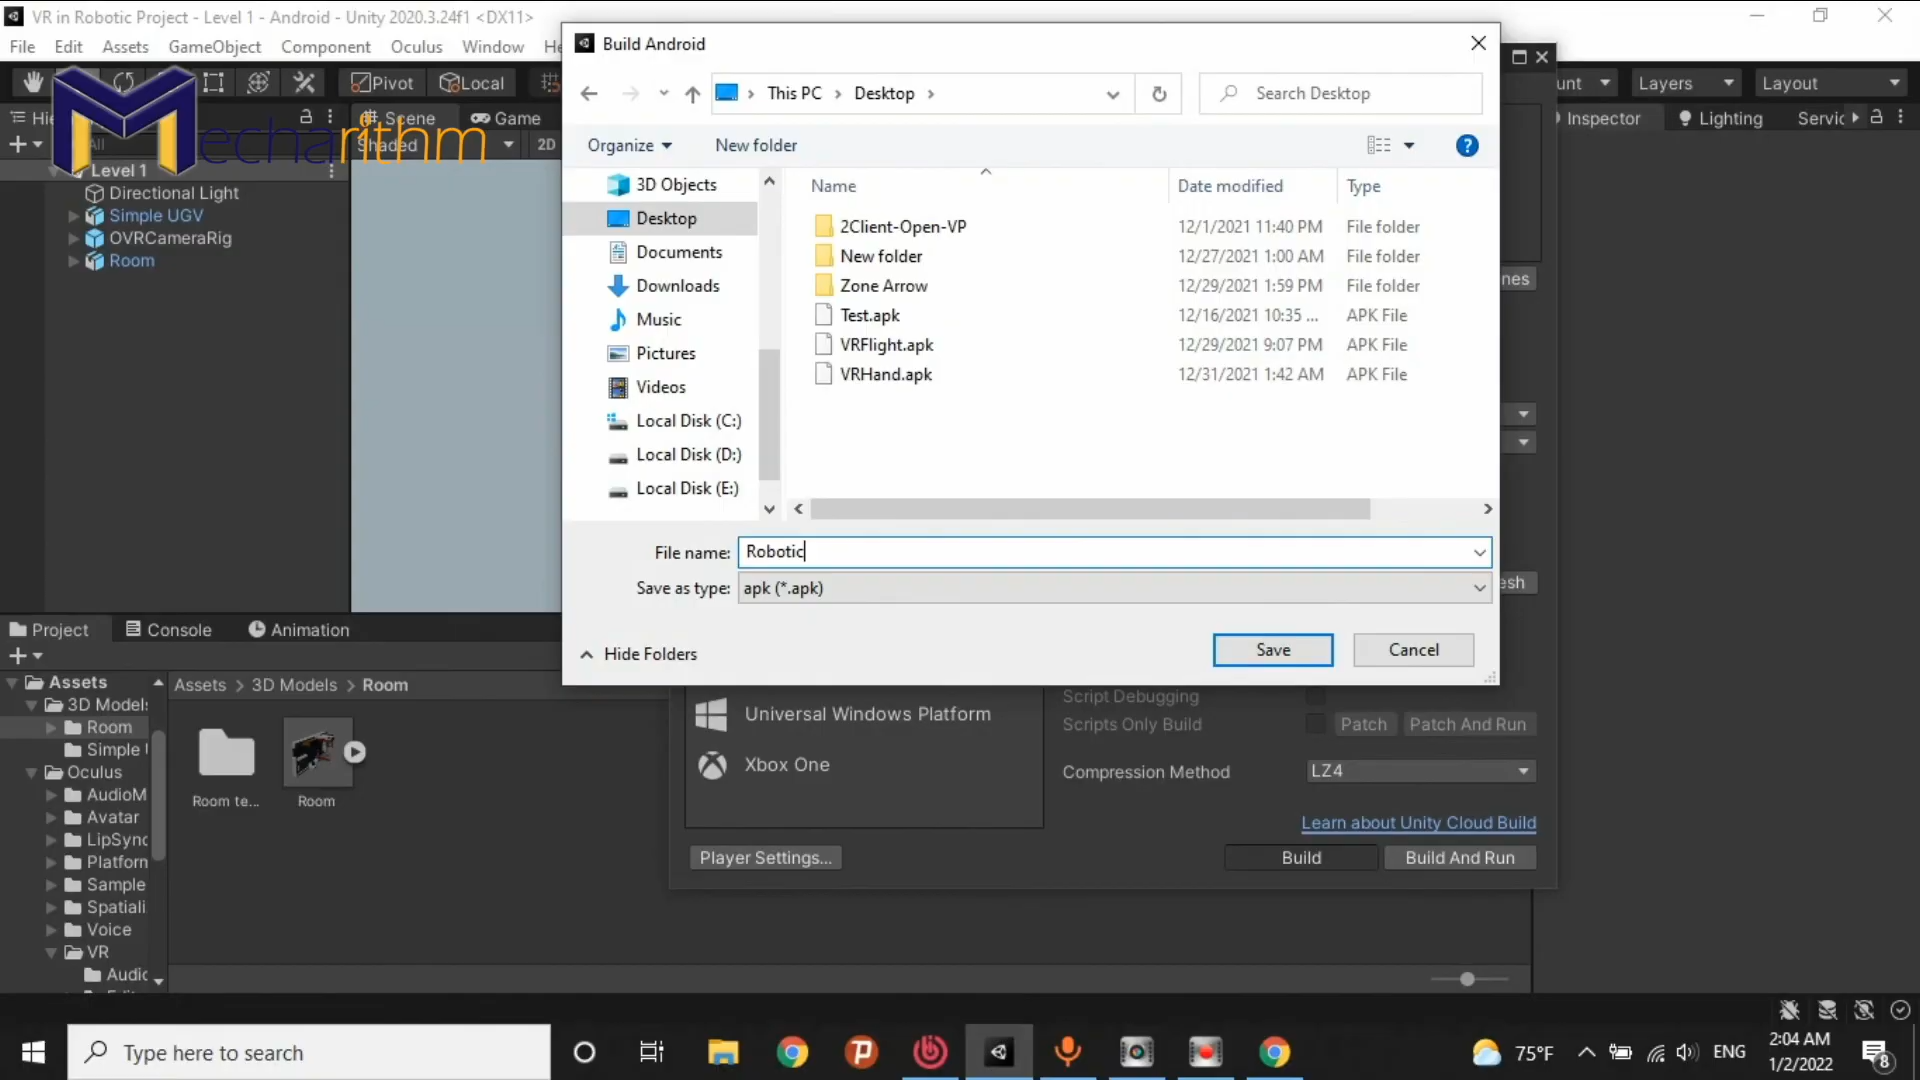 VR in Robotic Project - Level 1 - Android - Unity 2020.3.24f1 <DX11>
File Edit Assets GameObject Component Oculus Window
Pivot Local
Layers Layout
Scene Game
Inspector Lighting
Mecharithm
All
Shaded 2D
Level 1
Directional Light
Simple UGV
OVRCameraRig
Room
Build Android
This PC > Desktop >
Search Desktop
Organize New folder
3D Objects
Desktop
Documents
Downloads
Music
Pictures
Videos
Local Disk (C:)
Local Disk (D:)
Local Disk (E:)
Name Date modified Type
2Client-Open-VP 12/1/2021 11:40 PM File folder
New folder 12/27/2021 1:00 AM File folder
Zone Arrow 12/29/2021 1:59 PM File folder
Test.apk 12/16/2021 10:35 ... APK File
VRFlight.apk 12/29/2021 9:07 PM APK File
VRHand.apk 12/31/2021 1:42 AM APK File
File name: Robotic
Save as type: apk (*.apk)
Hide Folders
Save Cancel
Project Console Animation
Assets
3D Models
Room
Simple
Oculus
AudioM
Avatar
LipSync
Platform
Sample
Spatiali
Voice
VR
Audio
Assets > 3D Models > Room
Room te...
Room
Universal Windows Platform
Xbox One
Script Debugging
Scripts Only Build Patch Patch And Run
Compression Method LZ4
Learn about Unity Cloud Build
Player Settings... Build Build And Run
Type here to search
75°F ENG
2:04 AM
1/2/2022
8